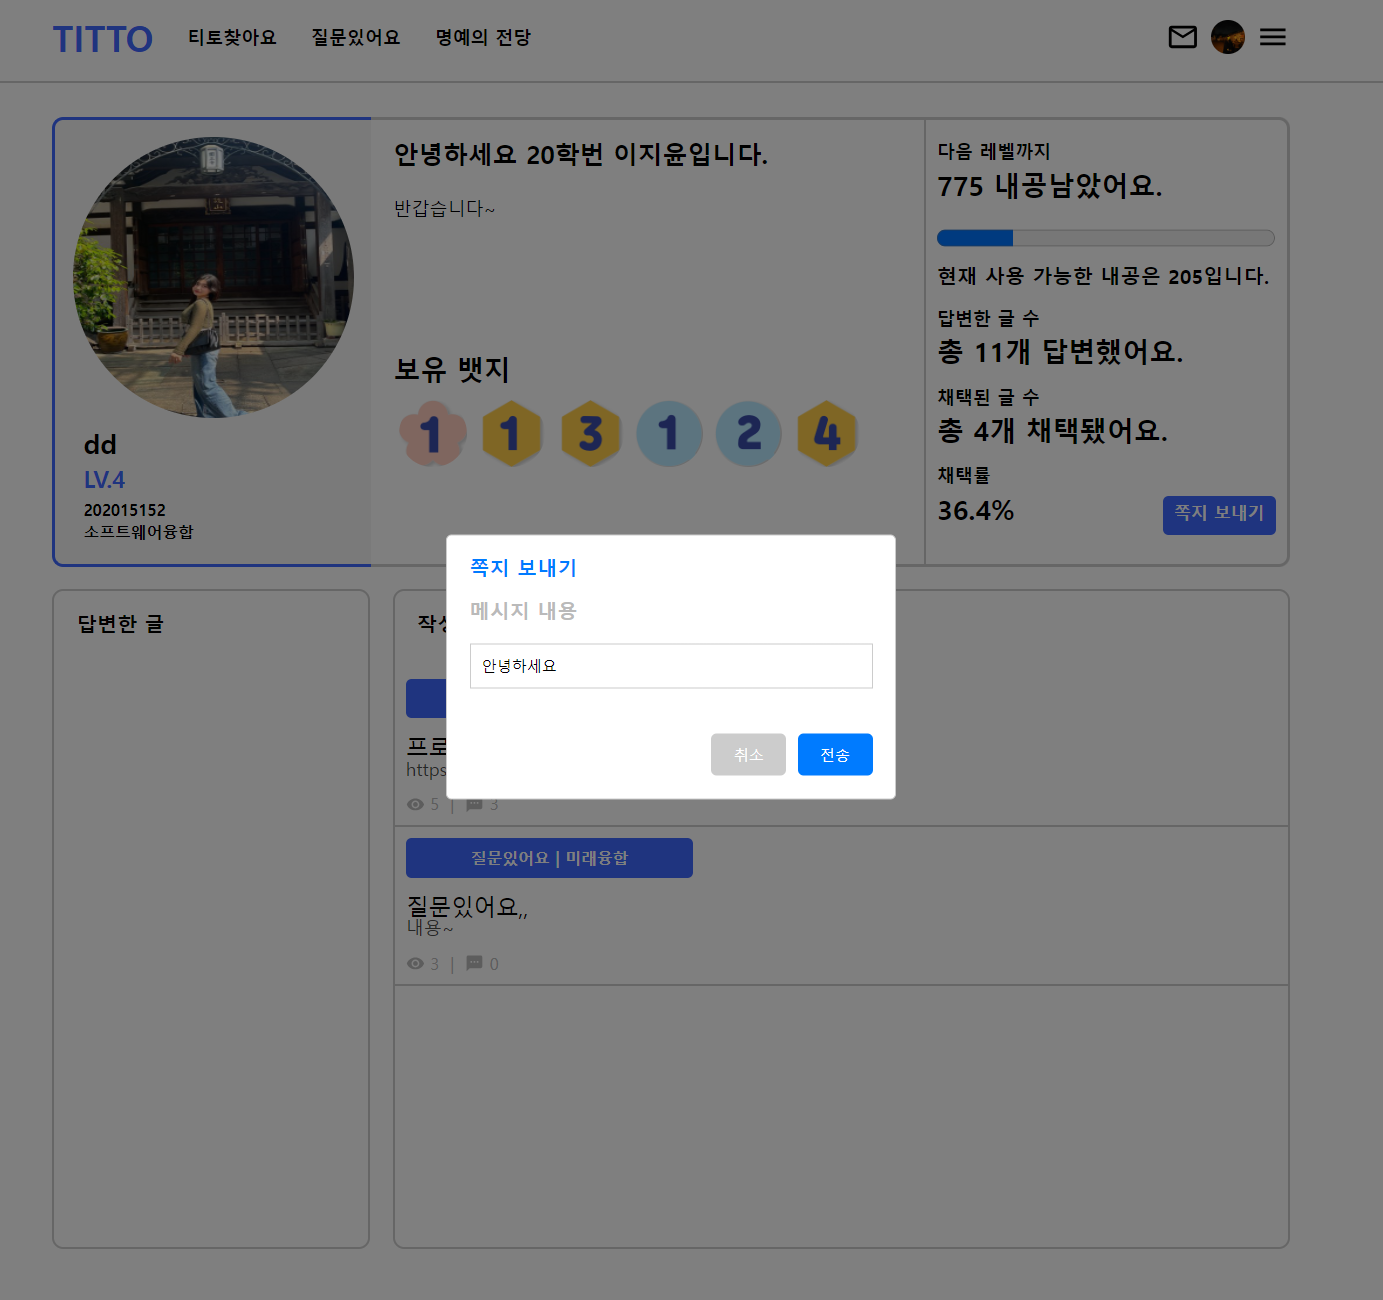 TITTO 티토찾아요 질문있어요 명예의 전당
dd
LV.4
202015152
소프트웨어융합
안녕하세요 20학번 이지윤입니다.
반갑습니다~
보유 뱃지
1 1 3 1 2 4
다음 레벨까지
775 내공남았어요.
현재 사용 가능한 내공은 205입니다.
답변한 글 수
총 11개 답변했어요.
채택된 글 수
총 4개 채택됐어요.
채택률
36.4%
쪽지 보내기
쪽지 보내기
메시지 내용
안녕하세요
취소 전송
답변한 글
작성
프로
https
5 | 3
질문있어요 | 미래융합
질문있어요,,
내용~
3 | 0